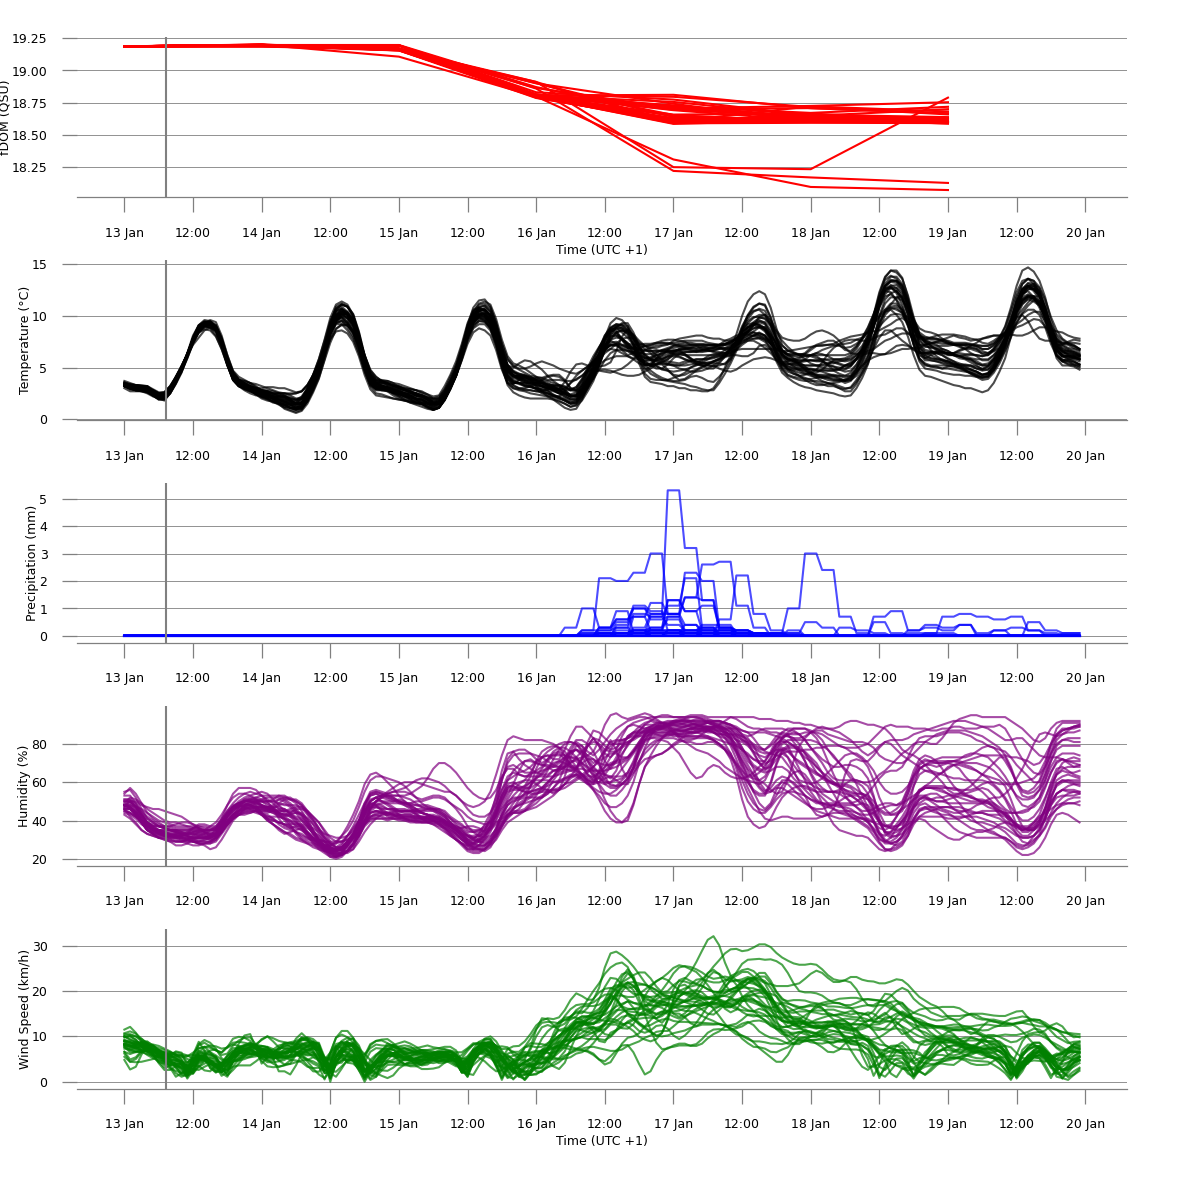 19.25
19.00
18.75
18.50
18.25
fDOM (QSU)
13 Jan 12:00 14 Jan 12:00 15 Jan 12:00 16 Jan 12:00 17 Jan 12:00 18 Jan 12:00 19 Jan 12:00 20 Jan
Time (UTC +1)
15
10
5
0
Temperature (°C)
13 Jan 12:00 14 Jan 12:00 15 Jan 12:00 16 Jan 12:00 17 Jan 12:00 18 Jan 12:00 19 Jan 12:00 20 Jan
5
4
3
2
1
0
Precipitation (mm)
13 Jan 12:00 14 Jan 12:00 15 Jan 12:00 16 Jan 12:00 17 Jan 12:00 18 Jan 12:00 19 Jan 12:00 20 Jan
80
60
40
20
Humidity (%)
13 Jan 12:00 14 Jan 12:00 15 Jan 12:00 16 Jan 12:00 17 Jan 12:00 18 Jan 12:00 19 Jan 12:00 20 Jan
30
20
10
0
Wind Speed (km/h)
13 Jan 12:00 14 Jan 12:00 15 Jan 12:00 16 Jan 12:00 17 Jan 12:00 18 Jan 12:00 19 Jan 12:00 20 Jan
Time (UTC +1)